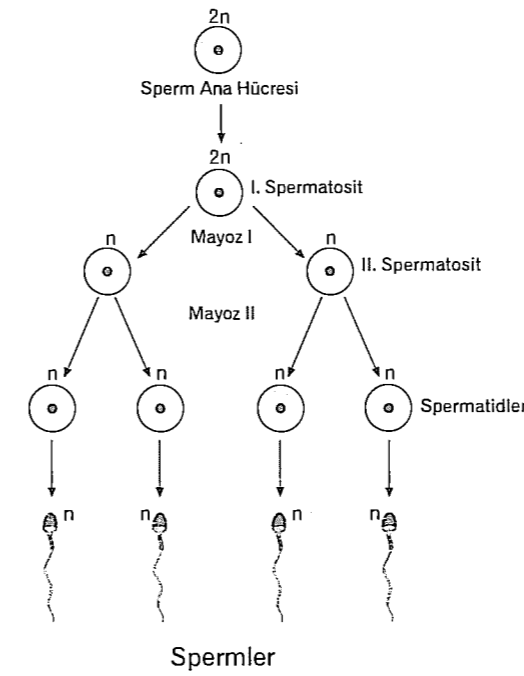 2n
Sperm Ana Hücresi
2n
I. Spermatosit
n
Mayoz I
n
II. Spermatosit
Mayoz II
n
n
n
n
Spermatidler
n
n
n
n
Spermler